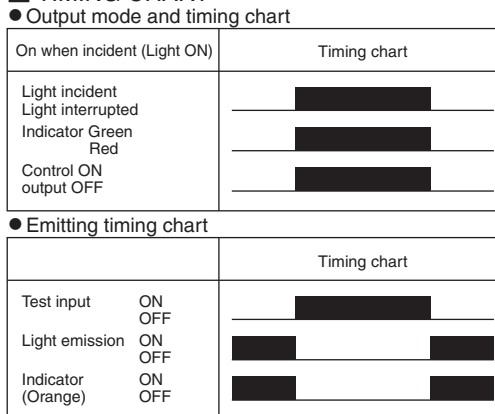 ● Output mode and timing chart
On when incident (Light ON) Timing chart
Light incident
Light interrupted
Indicator Green
Red
Control ON
output OFF
● Emitting timing chart
Timing chart
Test input ON
OFF
Light emission ON
OFF
Indicator ON
(Orange) OFF